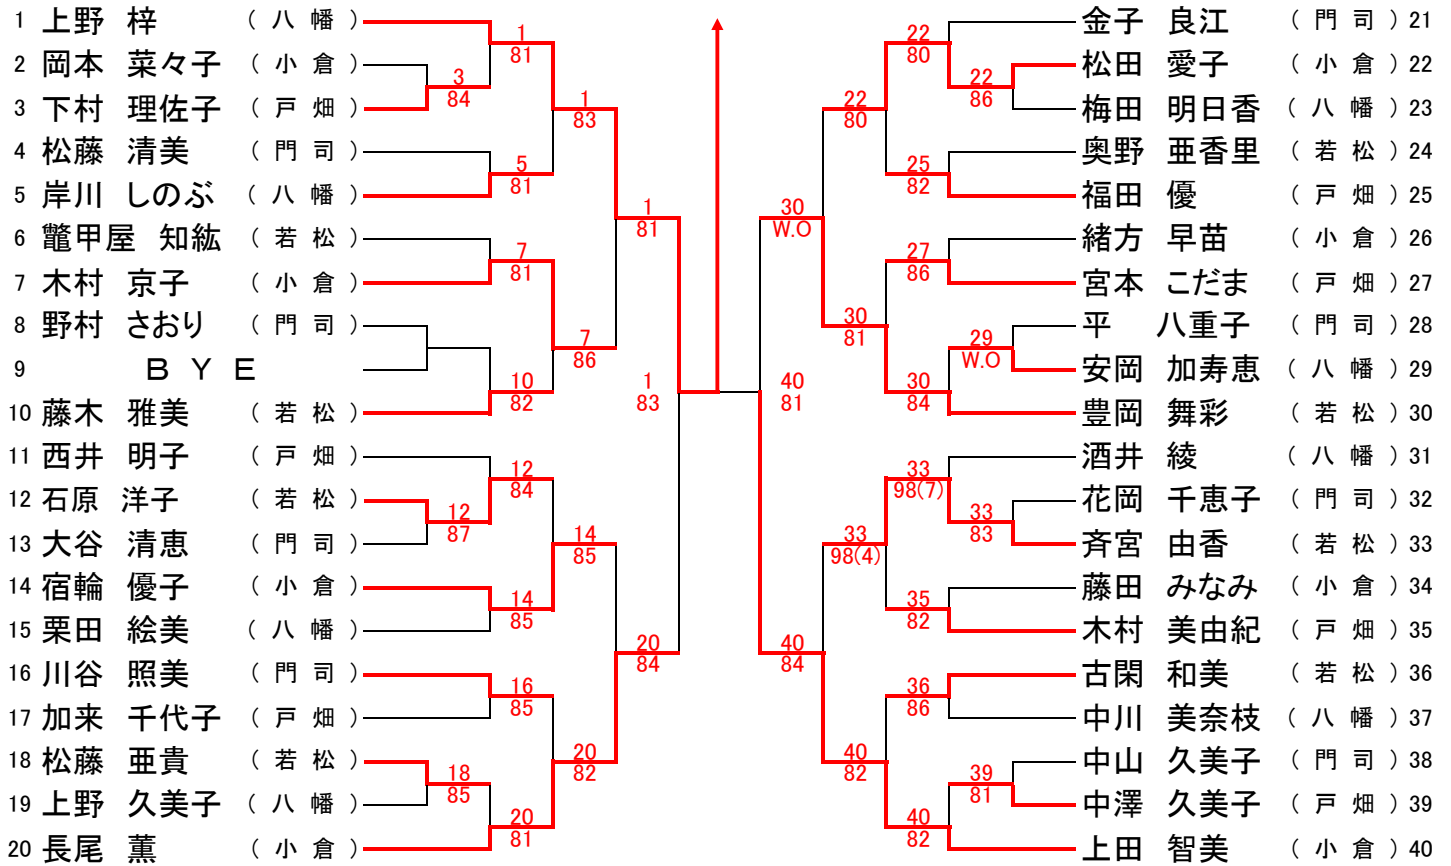 1 上野 梓 （ 八 幡 ）
2 岡本 菜々子 （ 小 倉 ）
3 下村 理佐子 （ 戸 畑 ）
4 松藤 清美 （ 門 司 ）
5 岸川 しのぶ （ 八 幡 ）
6 鼈甲屋 知紘 （ 若 松 ）
7 木村 京子 （ 小 倉 ）
8 野村 さおり （ 門 司 ）
9 ＢＹＥ
10 藤木 雅美 （ 若 松 ）
11 西井 明子 （ 戸 畑 ）
12 石原 洋子 （ 若 松 ）
13 大谷 清恵 （ 門 司 ）
14 宿輪 優子 （ 小 倉 ）
15 栗田 絵美 （ 八 幡 ）
16 川谷 照美 （ 門 司 ）
17 加来 千代子 （ 戸 畑 ）
18 松藤 亜貴 （ 若 松 ）
19 上野 久美子 （ 八 幡 ）
20 長尾 薫 （ 小 倉 ）
3
84
12
87
18
85
1
81
5
81
7
81
10
82
12
84
14
85
16
85
20
81
1
83
7
86
14
85
20
82
1
81
20
84
1
83
40
81
30
W.O
40
84
22
80
30
81
33
98(4)
40
82
22
80
25
82
27
86
30
84
33
98(7)
35
82
36
86
40
82
22
86
29
W.O
33
83
39
81
金子 良江 （ 門 司 ）21
松田 愛子 （ 小 倉 ）22
梅田 明日香 （ 八 幡 ）23
奥野 亜香里 （ 若 松 ）24
福田 優 （ 戸 畑 ）25
緒方 早苗 （ 小 倉 ）26
宮本 こだま （ 戸 畑 ）27
平 八重子 （ 門 司 ）28
安岡 加寿恵 （ 八 幡 ）29
豊岡 舞彩 （ 若 松 ）30
酒井 綾 （ 八 幡 ）31
花岡 千恵子 （ 門 司 ）32
斉宮 由香 （ 若 松 ）33
藤田 みなみ （ 小 倉 ）34
木村 美由紀 （ 戸 畑 ）35
古閑 和美 （ 若 松 ）36
中川 美奈枝 （ 八 幡 ）37
中山 久美子 （ 門 司 ）38
中澤 久美子 （ 戸 畑 ）39
上田 智美 （ 小 倉 ）40